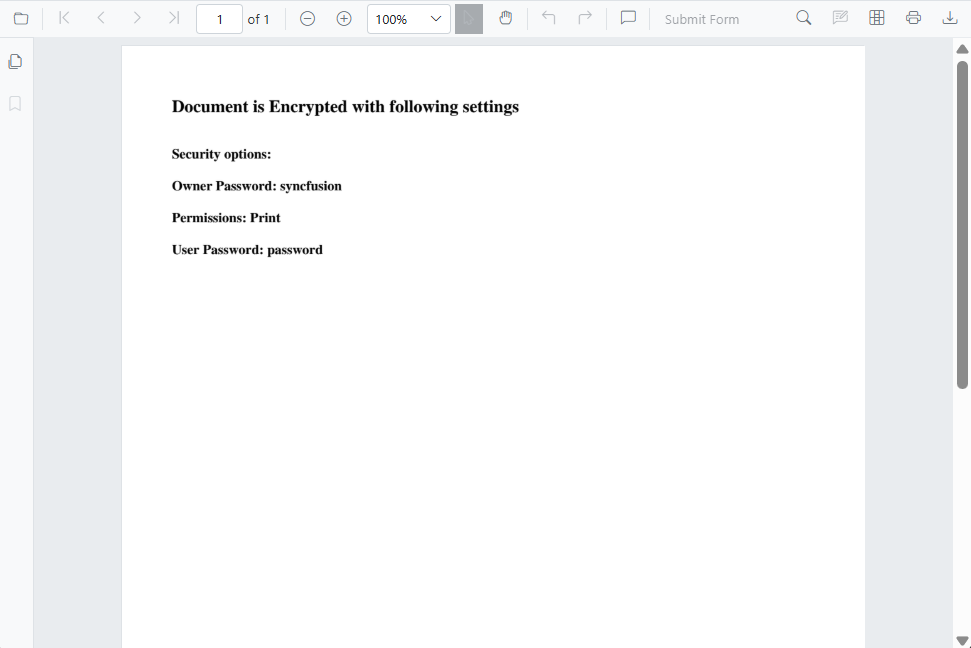 1 of 1 100% Submit Form
Document is Encrypted with following settings
Security options:
Owner Password: syncfusion
Permissions: Print
User Password: password